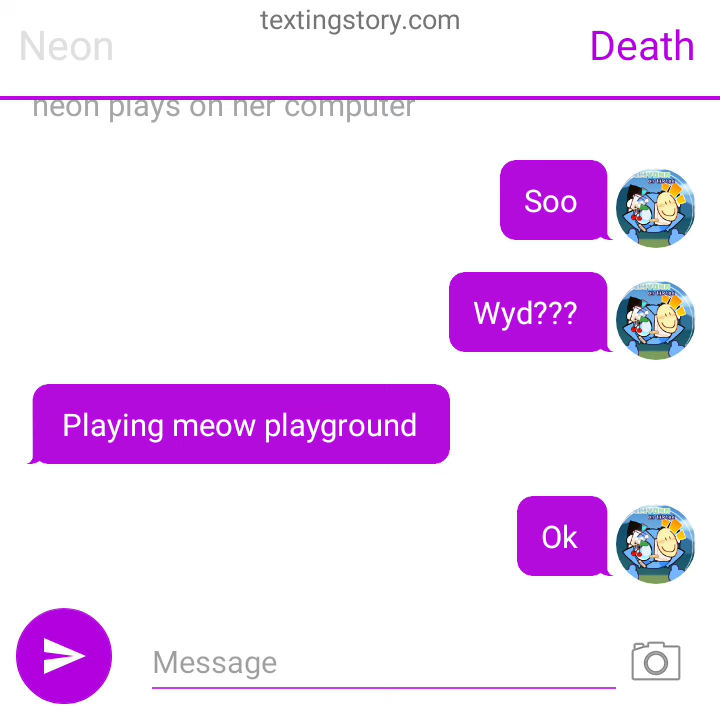 textingstory.com
Neon
Death
neon plays on her computer
Soo
Wyd???
Playing meow playground
Ok
Message